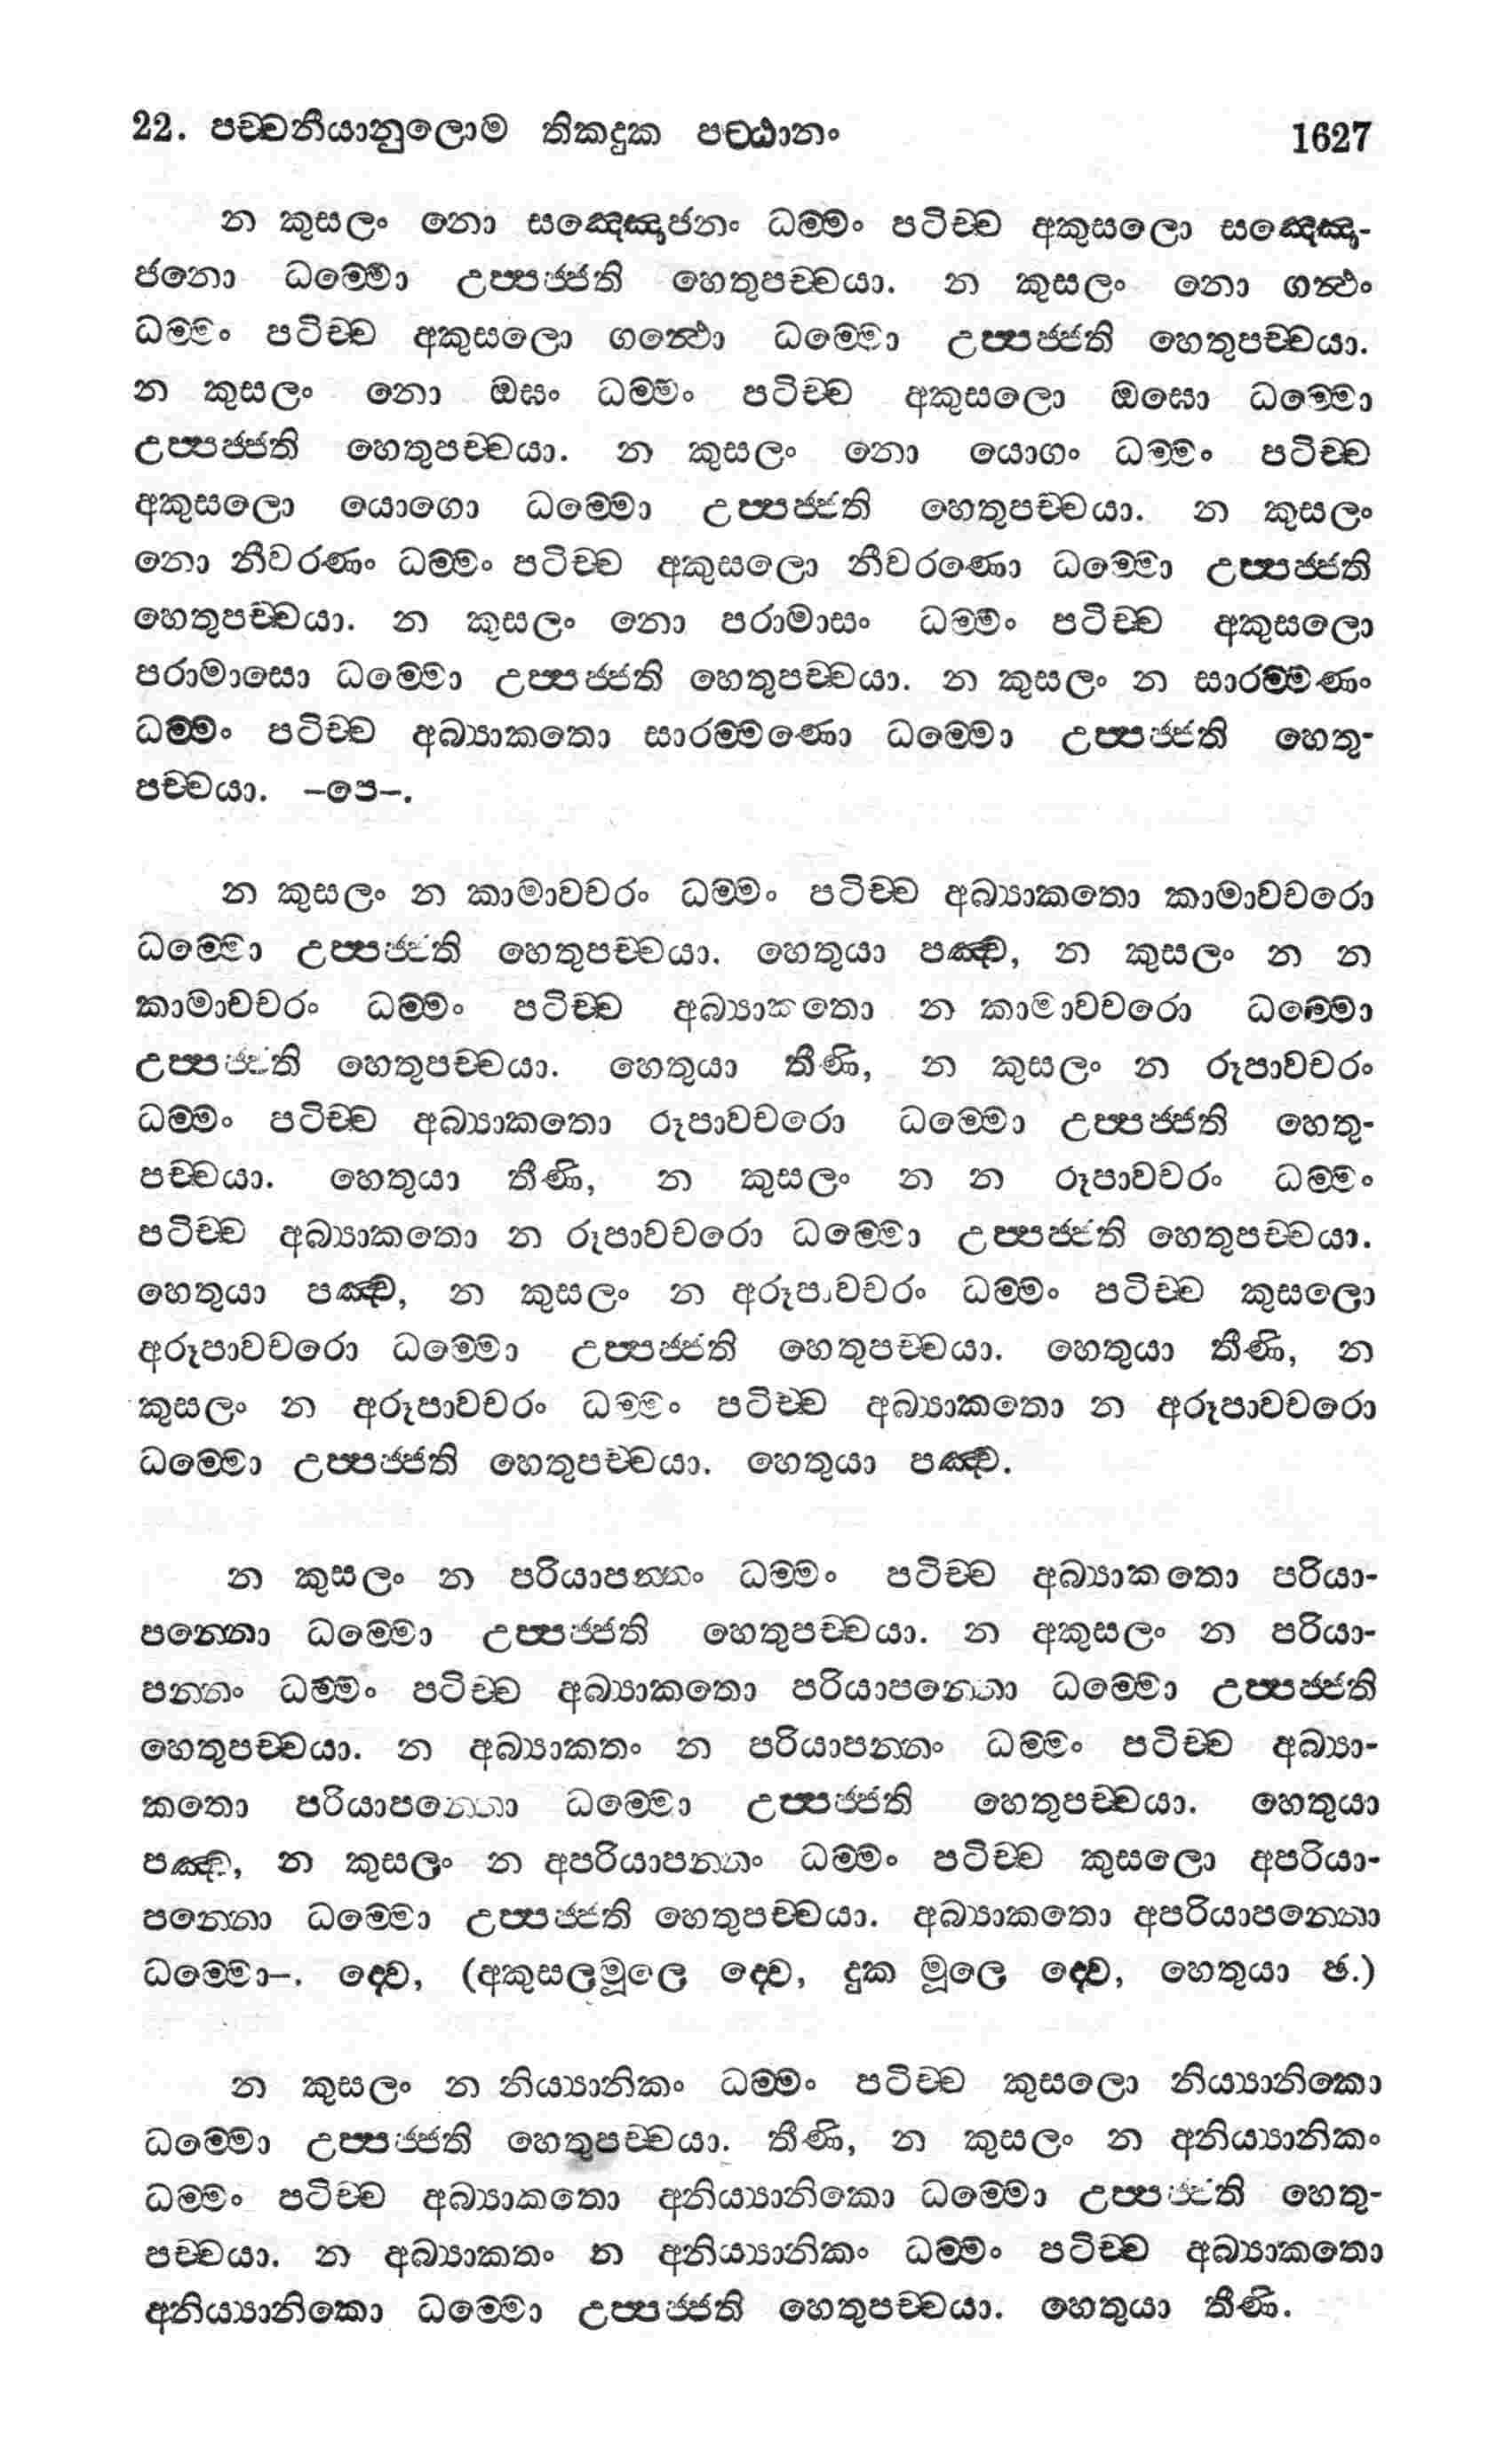 22. පච්චනීයානුලොම තිකදුක පට්ඨානං 1627
න කුසලං නො සඤ්ඤොජනං ධම්මං පටිච්ච අකුසලො සඤ්ඤො-
ජනො ධම්මො උප්පජ්ජති හෙතුපච්චයා. න කුසලං නො ගන්ථං
ධම්මං පටිච්ච අකුසලො ගන්ථො ධම්මො උප්පජ්ජති හෙතුපච්චයා.
න කුසලං නො ඔඝං ධම්මං පටිච්ච අකුසලො ඔඝො ධම්මො
උප්පජ්ජති හෙතුපච්චයා. න කුසලං නො යොගං ධම්මං පටිච්ච
අකුසලො යොගො ධම්මො උප්පජ්ජති හෙතුපච්චයා. න කුසලං
නො නීවරණං ධම්මං පටිච්ච අකුසලො නීවරණො ධම්මො උප්පජ්ජති
හෙතුපච්චයා. න කුසලං නො පරාමාසං ධම්මං පටිච්ච අකුසලො
පරාමාසො ධම්මො උප්පජ්ජති හෙතුපච්චයා. න කුසලං න සාරම්මණං
ධම්මං පටිච්ච අබ්‍යාකතො සාරම්මණො ධම්මො උප්පජ්ජති හෙතු-
පච්චයා. –පෙ–.
න කුසලං න කාමාවචරං ධම්මං පටිච්ච අබ්‍යාකතො කාමාවචරො
ධම්මො උප්පජ්ජති හෙතුපච්චයා. හෙතුයා පඤ්ච, න කුසලං න න
කාමාවචරං ධම්මං පටිච්ච අබ්‍යාකතො න කාමාවචරො ධම්මො
උප්පජ්ජති හෙතුපච්චයා. හෙතුයා තීණි, න කුසලං න රූපාවචරං
ධම්මං පටිච්ච අබ්‍යාකතො රූපාවචරො ධම්මො උප්පජ්ජති හෙතු-
පච්චයා. හෙතුයා තීණි, න කුසලං න න රූපාවචරං ධම්මං
පටිච්ච අබ්‍යාකතො න රූපාවචරො ධම්මො උප්පජ්ජති හෙතුපච්චයා.
හෙතුයා පඤ්ච, න කුසලං න අරූපාවචරං ධම්මං පටිච්ච කුසලො
අරූපාවචරො ධම්මො උප්පජ්ජති හෙතුපච්චයා. හෙතුයා තීණි, න
කුසලං න අරූපාවචරං ධම්මං පටිච්ච අබ්‍යාකතො න අරූපාවචරො
ධම්මො උප්පජ්ජති හෙතුපච්චයා. හෙතුයා පඤ්ච.
න කුසලං න පරියාපන්නං ධම්මං පටිච්ච අබ්‍යාකතො පරියා-
පන්නො ධම්මො උප්පජ්ජති හෙතුපච්චයා. න අකුසලං න පරියා-
පන්නං ධම්මං පටිච්ච අබ්‍යාකතො පරියාපන්නො ධම්මො උප්පජ්ජති
හෙතුපච්චයා. න අබ්‍යාකතං න පරියාපන්නං ධම්මං පටිච්ච අබ්‍යා-
කතො පරියාපන්නො ධම්මො උප්පජ්ජති හෙතුපච්චයා. හෙතුයා
පඤ්ච, න කුසලං න අපරියාපන්නං ධම්මං පටිච්ච කුසලො අපරියා-
පන්නො ධම්මො උප්පජ්ජති හෙතුපච්චයා. අබ්‍යාකතො අපරියාපන්නො
ධම්මො–. ද්වෙ, (අකුසලමූලෙ ද්වෙ, දුක මූලෙ ද්වෙ, හෙතුයා ඡ.)
න කුසලං න නිය්‍යානිකං ධම්මං පටිච්ච කුසලො නිය්‍යානිකො
ධම්මො උප්පජ්ජති හෙතුපච්චයා. තීණි, න කුසලං න අනිය්‍යානිකං
ධම්මං පටිච්ච අබ්‍යාකතො අනිය්‍යානිකො ධම්මො උප්පජ්ජති හෙතු-
පච්චයා. න අබ්‍යාකතං න අනිය්‍යානිකං ධම්මං පටිච්ච අබ්‍යාකතො
අනිය්‍යානිකො ධම්මො උප්පජ්ජති හෙතුපච්චයා. හෙතුයා තීණි.